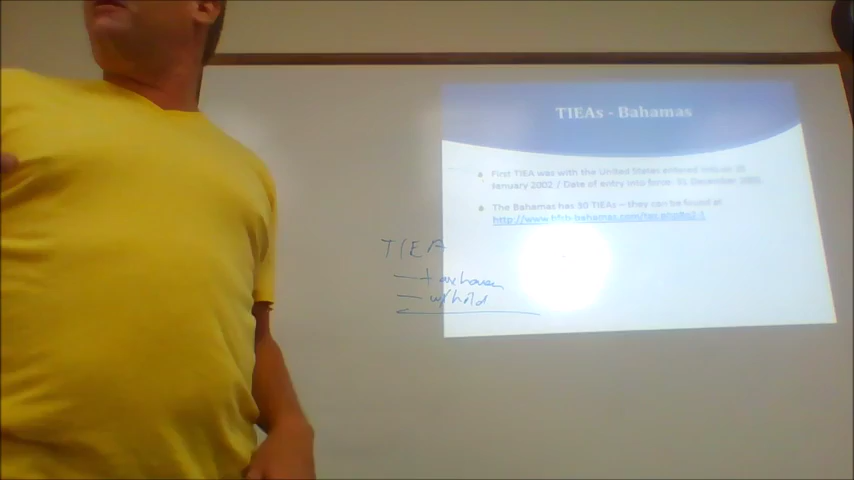 TIEAs - Bahamas
First TIEA was with the United States entered into on 25
January 2002 / Date of entry into force: 31 December 2003
The Bahamas has 30 TIEAs – they can be found at
TIEA
— tax haven
— w/hold